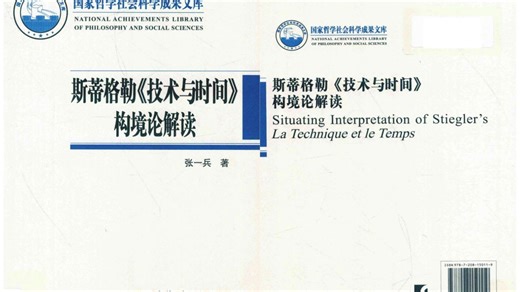 国家哲学社会科学成果文库
NATIONAL ACHIEVEMENTS LIBRARY
OF PHILOSOPHY AND SOCIAL SCIENCES
斯蒂格勒《技术与时间》
构境论解读
张一兵 著
国家哲学社会科学成果文库
NATIONAL ACHIEVEMENTS LIBRARY
OF PHILOSOPHY AND SOCIAL SCIENCES
斯蒂格勒《技术与时间》
构境论解读
Situating Interpretation of Stiegler's
La Technique et le Temps